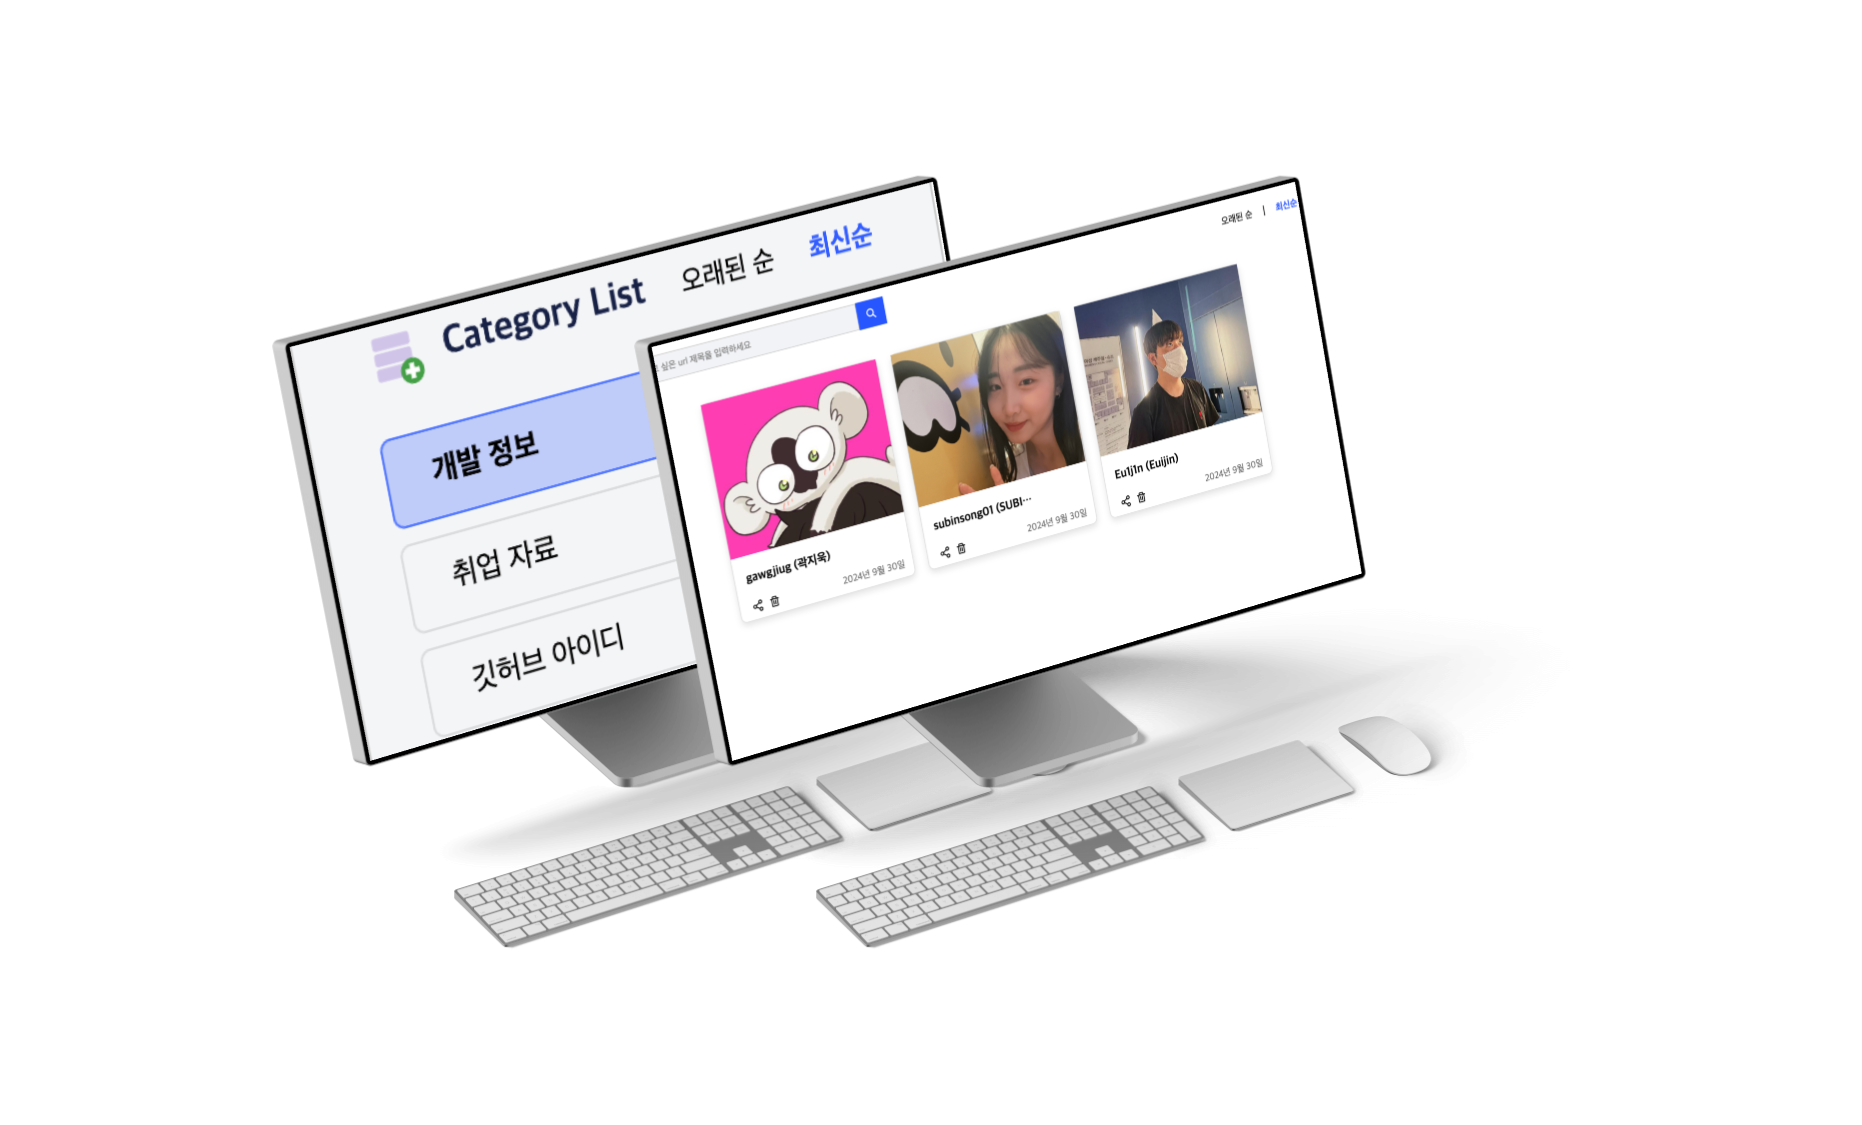 Category List
오래된 순
최신순
개발 정보
취업 자료
깃허브 아이디
오래된 순 | 최신순
싶은 url 제목을 입력하세요
gawgjiug (곽지욱)
2024년 9월 30일
subinsong01 (SUBI···
2024년 9월 30일
Eu1j1n (Euijin)
2024년 9월 30일